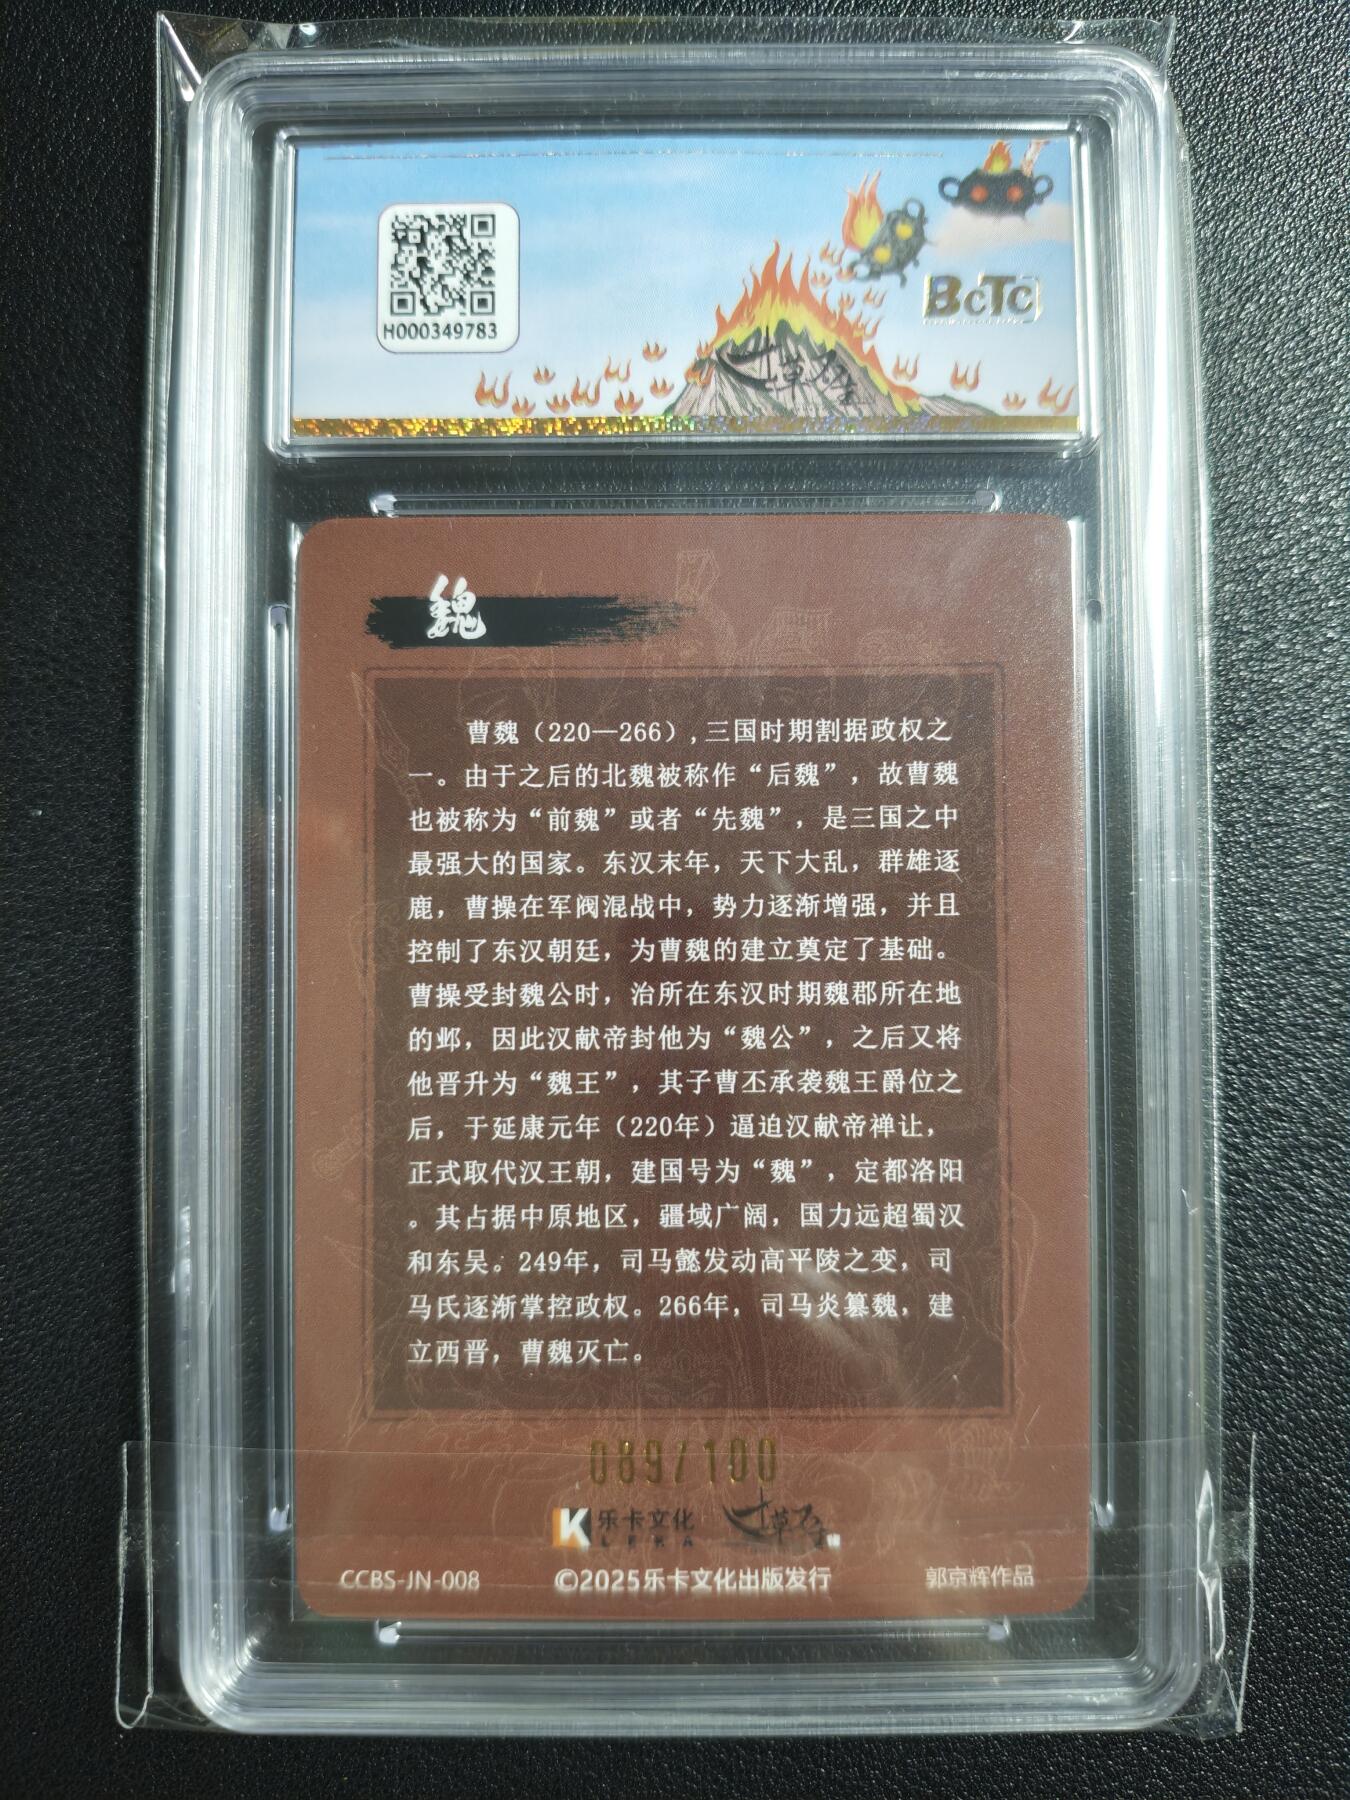 H000349783
BCTC
魏
曹魏（220—266）,三国时期割据政权之
一。由于之后的北魏被称作“后魏”，故曹魏
也被称为“前魏”或者“先魏”，是三国之中
最强大的国家。东汉末年，天下大乱，群雄逐
鹿，曹操在军阀混战中，势力逐渐增强，并且
控制了东汉朝廷，为曹魏的建立奠定了基础。
曹操受封魏公时，治所在东汉时期魏郡所在地
的邺，因此汉献帝封他为“魏公”，之后又将
他晋升为“魏王”，其子曹丕承袭魏王爵位之
后，于延康元年（220年）逼迫汉献帝禅让，
正式取代汉王朝，建国号为“魏”，定都洛阳
。其占据中原地区，疆域广阔，国力远超蜀汉
和东吴。249年，司马懿发动高平陵之变，司
马氏逐渐掌控政权。266年，司马炎篡魏，建
立西晋，曹魏灭亡。
089/100
K 乐卡文化
LEKA
CCBS-JN-008 ©2025乐卡文化出版发行 郭京辉作品